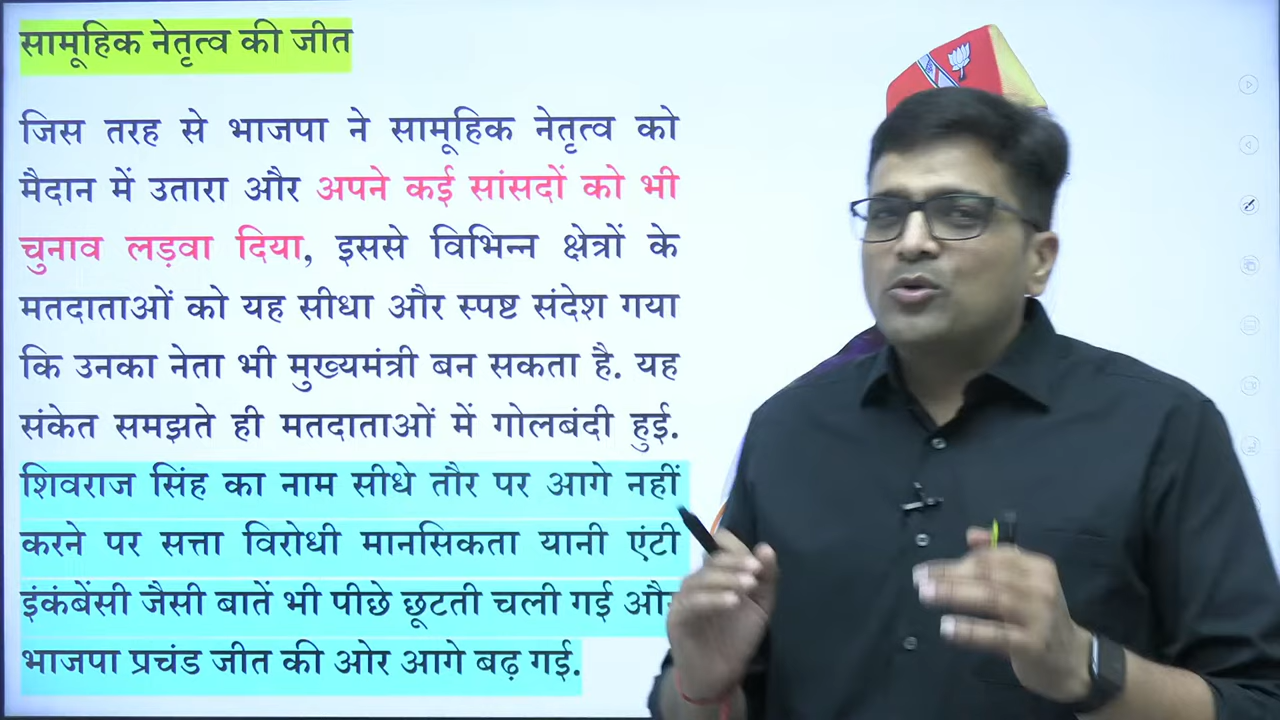 सामूहिक नेतृत्व की जीत
जिस तरह से भाजपा ने सामूहिक नेतृत्व को
मैदान में उतारा और अपने कई सांसदों को भी
चुनाव लड़वा दिया, इससे विभिन्न क्षेत्रों के
मतदाताओं को यह सीधा और स्पष्ट संदेश गया
कि उनका नेता भी मुख्यमंत्री बन सकता है. यह
संकेत समझते ही मतदाताओं में गोलबंदी हुई.
शिवराज सिंह का नाम सीधे तौर पर आगे नहीं
करने पर सत्ता विरोधी मानसिकता यानी एंटी
इंकंबेंसी जैसी बातें भी पीछे छूटती चली गई और
भाजपा प्रचंड जीत की ओर आगे बढ़ गई.